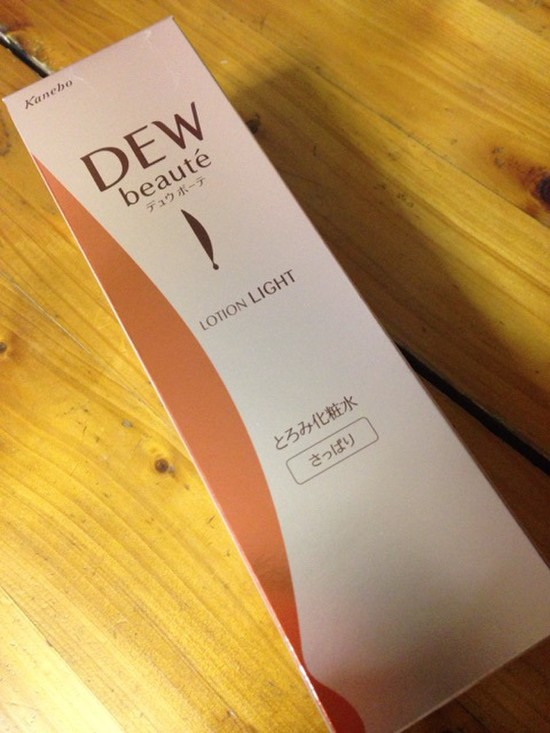 Kanebo
DEW
beauté
デュウ ボーテ
LOTION LIGHT
とろみ化粧水
さっぱり